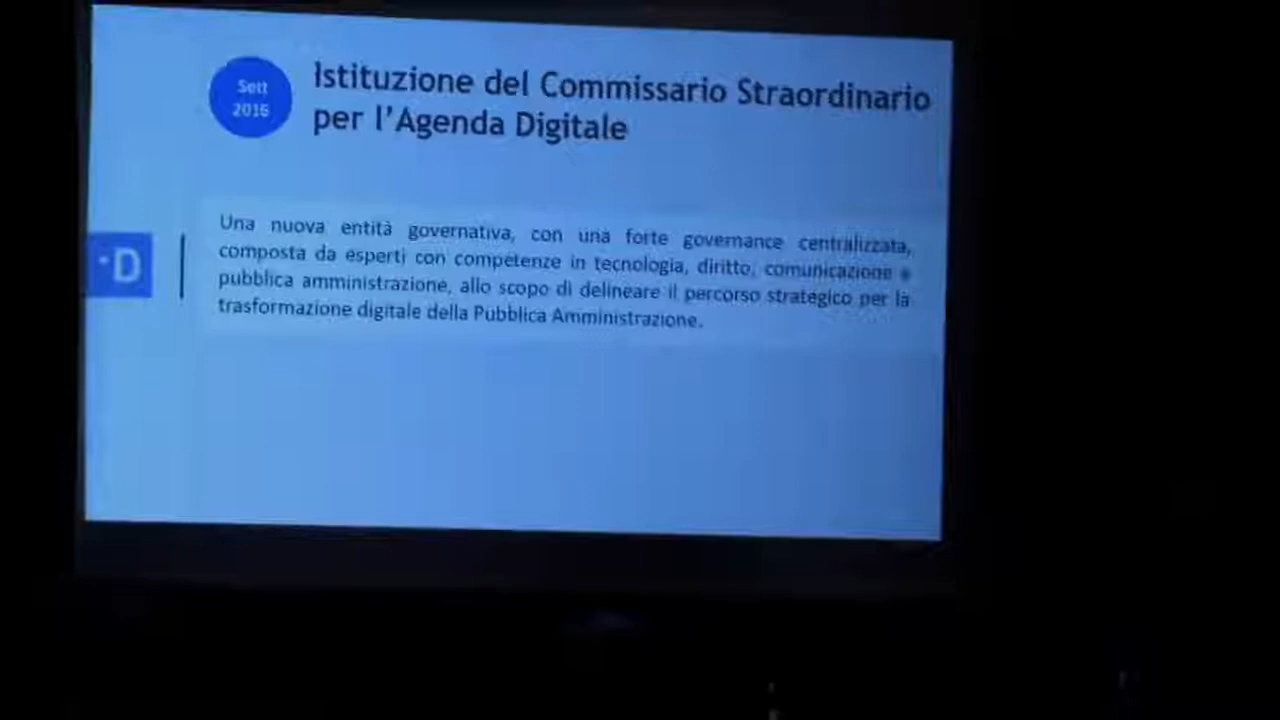 Sett
2016
Istituzione del Commissario Straordinario
per l'Agenda Digitale
Una nuova entità governativa, con una forte governance centralizzata,
composta da esperti con competenze in tecnologia, diritto, comunicazione e
pubblica amministrazione, allo scopo di delineare il percorso strategico per la
trasformazione digitale della Pubblica Amministrazione.
D